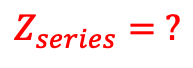 Z_series = ?